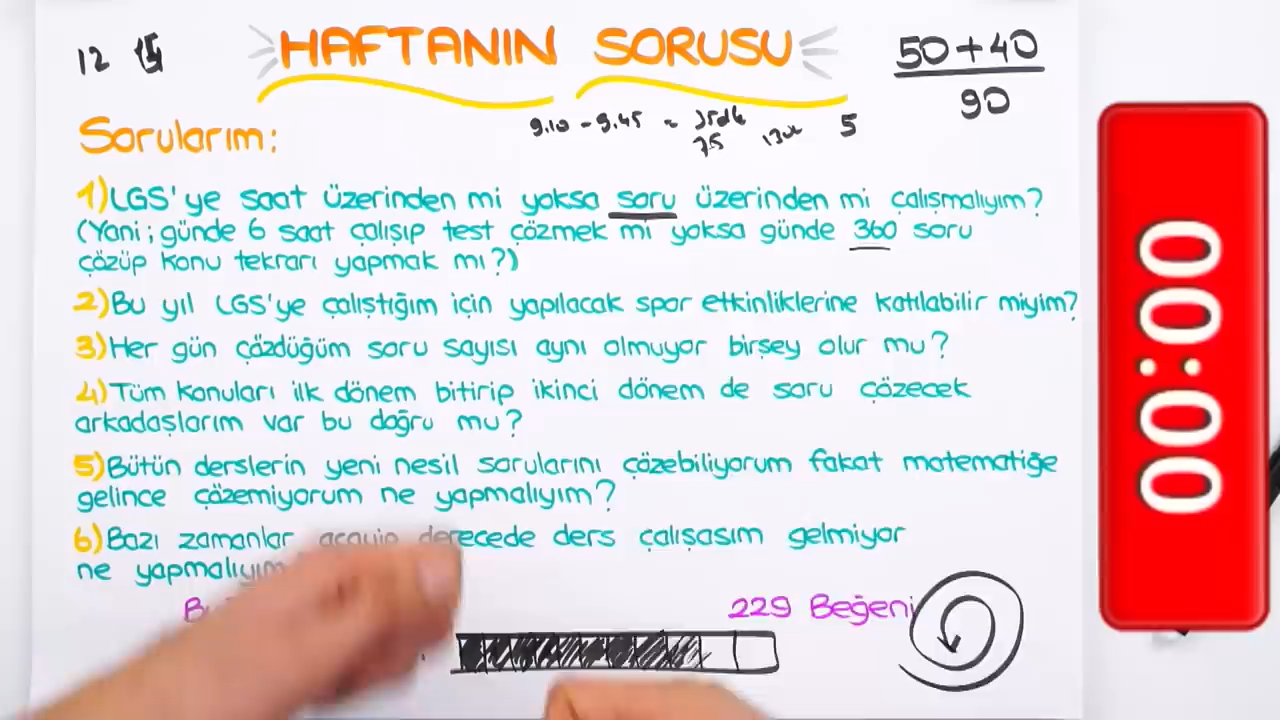 12 15
HAFTANIN SORUSU
50+40
90
9.10 - 9.45 = 35dk
75
5
Sorularım:
1)LGS'ye saat üzerinden mi yoksa soru üzerinden mi çalışmalıyım?
(Yani; günde 6 saat çalışıp test çözmek mi yoksa günde 360 soru
çözüp konu tekrarı yapmak mı?)
2)Bu yıl LGS'ye çalıştığım için yapılacak spor etkinliklerine katılabilir miyim?
3)Her gün çözdüğüm soru sayısı aynı olmuyor birşey olur mu?
4)Tüm konuları ilk dönem bitirip ikinci dönem de soru çözecek
arkadaşlarım var bu doğru mu?
5)Bütün derslerin yeni nesil sorularını çözebiliyorum fakat matematiğe
gelince çözemiyorum ne yapmalıyım?
6)Bazı zamanlar acayip derecede ders çalışasım gelmiyor
ne yapmalıyım
229 Beğeni
00:00